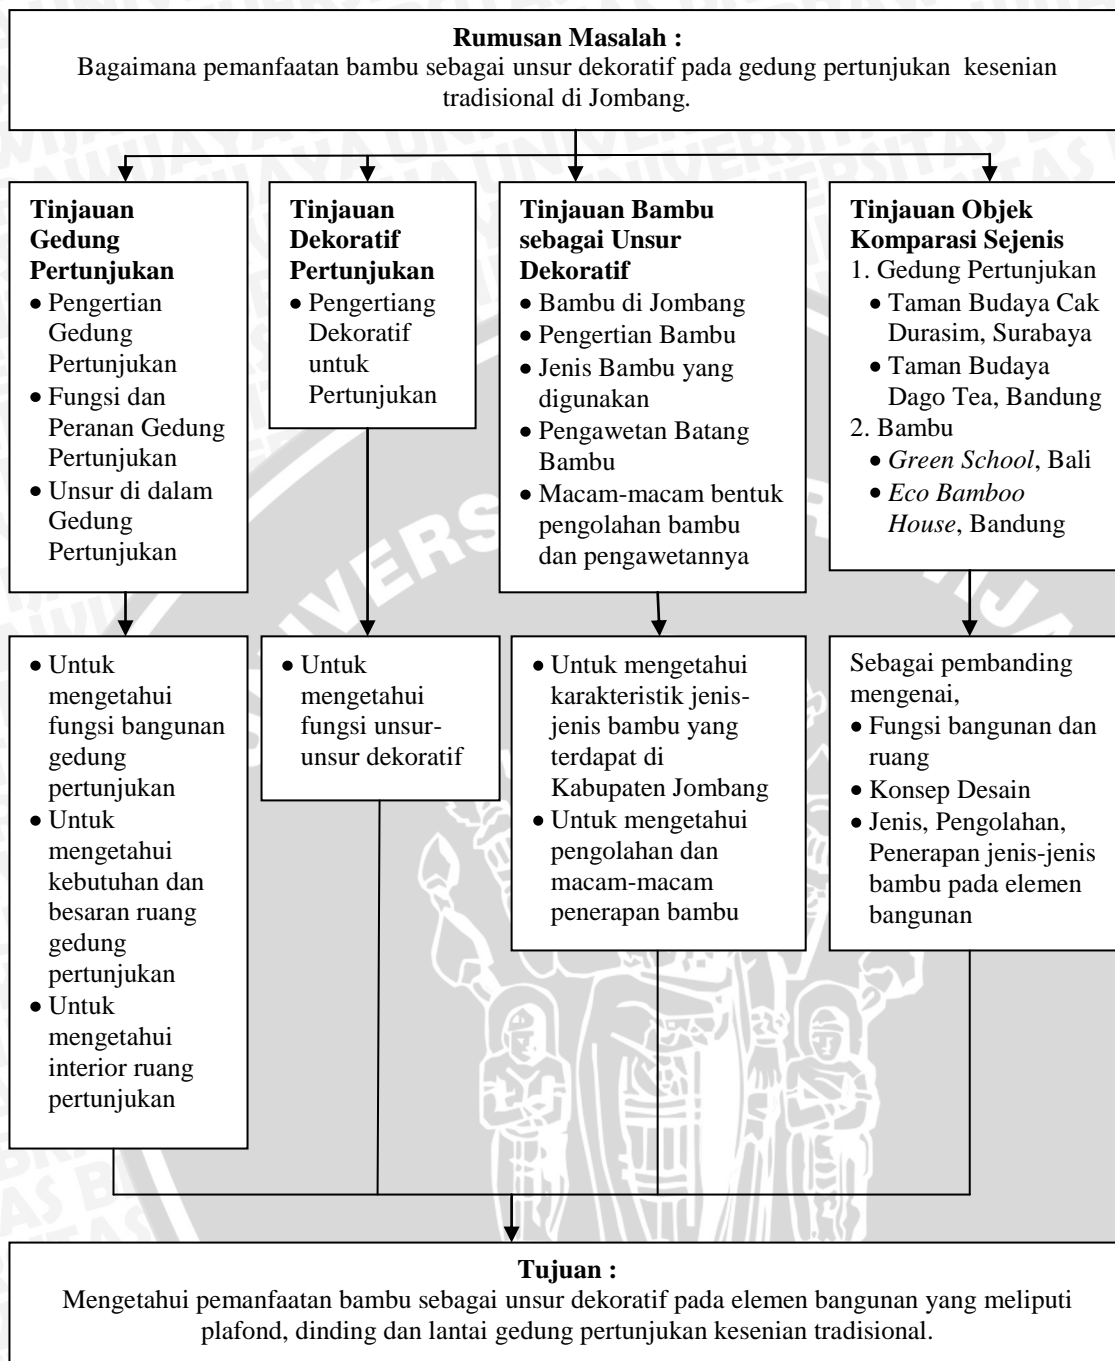 Rumusan Masalah :
Bagaimana pemanfaatan bambu sebagai unsur dekoratif pada gedung pertunjukan kesenian
tradisional di Jombang.
Tinjauan
Gedung
Pertunjukan
• Pengertian
Gedung
Pertunjukan
• Fungsi dan
Peranan Gedung
Pertunjukan
• Unsur di dalam
Gedung
Pertunjukan
Tinjauan
Dekoratif
Pertunjukan
• Pengertiang
Dekoratif
untuk
Pertunjukan
Tinjauan Bambu
sebagai Unsur
Dekoratif
• Bambu di Jombang
• Pengertian Bambu
• Jenis Bambu yang
digunakan
• Pengawetan Batang
Bambu
• Macam-macam bentuk
pengolahan bambu
dan pengawetannya
Tinjauan Objek
Komparasi Sejenis
1. Gedung Pertunjukan
• Taman Budaya Cak
Durasim, Surabaya
• Taman Budaya
Dago Tea, Bandung
2. Bambu
• Green School, Bali
• Eco Bamboo
House, Bandung
• Untuk
mengetahui
fungsi bangunan
gedung
pertunjukan
• Untuk
mengetahui
kebutuhan dan
besaran ruang
gedung
pertunjukan
• Untuk
mengetahui
interior ruang
pertunjukan
• Untuk
mengetahui
fungsi unsur-
unsur dekoratif
• Untuk mengetahui
karakteristik jenis-
jenis bambu yang
terdapat di
Kabupaten Jombang
• Untuk mengetahui
pengolahan dan
macam-macam
penerapan bambu
Sebagai pembanding
mengenai,
• Fungsi bangunan dan
ruang
• Konsep Desain
• Jenis, Pengolahan,
Penerapan jenis-jenis
bambu pada elemen
bangunan
Tujuan :
Mengetahui pemanfaatan bambu sebagai unsur dekoratif pada elemen bangunan yang meliputi
plafond, dinding dan lantai gedung pertunjukan kesenian tradisional.